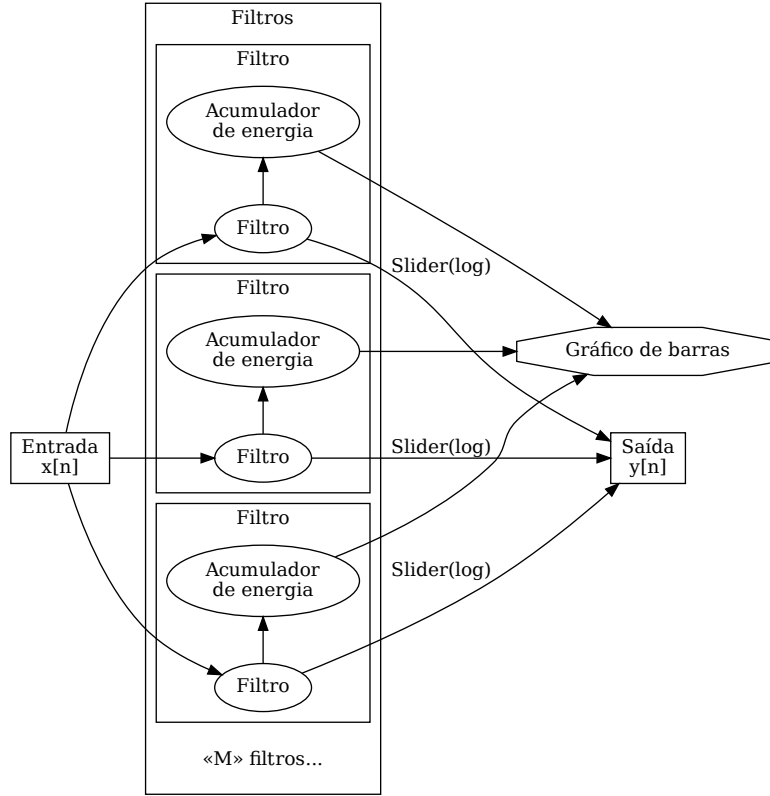 Filtros
Filtro
Acumulador
de energia
Filtro
Slider(log)
Filtro
Acumulador
de energia
Gráfico de barras
Entrada
x[n]
Filtro
Slider(log)
Saída
y[n]
Filtro
Acumulador
de energia
Slider(log)
Filtro
«M» filtros...